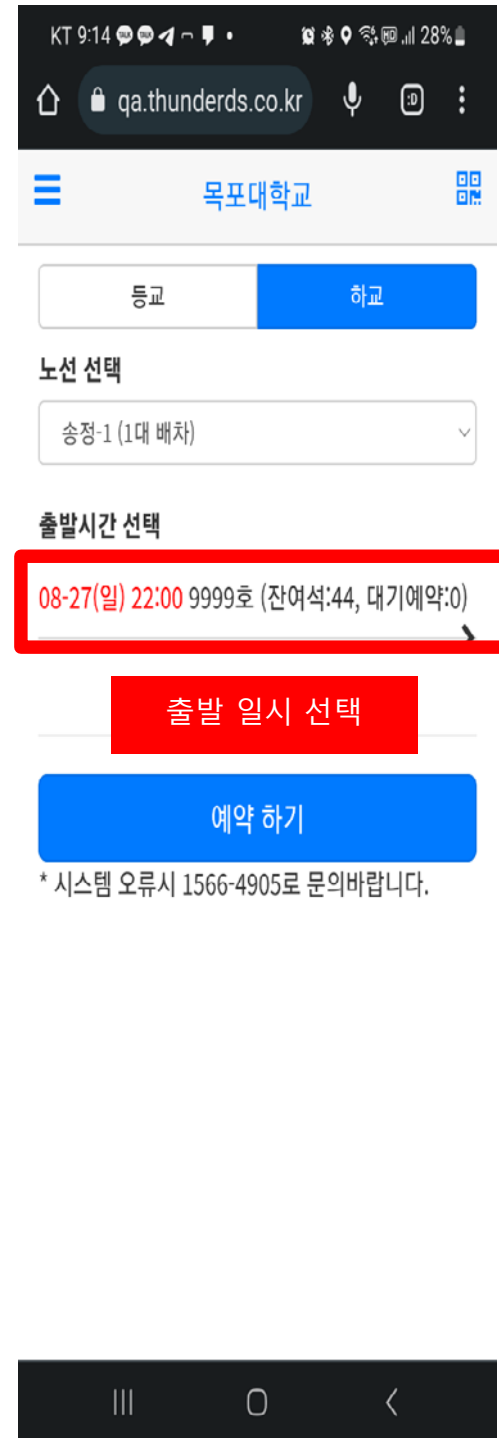 KT 9:14 28%
qa.thunderds.co.kr :D
목포대학교
등교 하교
노선 선택
송정-1 (1대 배차)
출발시간 선택
08-27(일) 22:00 9999호 (잔여석:44, 대기예약:0)
출발 일시 선택
예약 하기
* 시스템 오류시 1566-4905로 문의바랍니다.